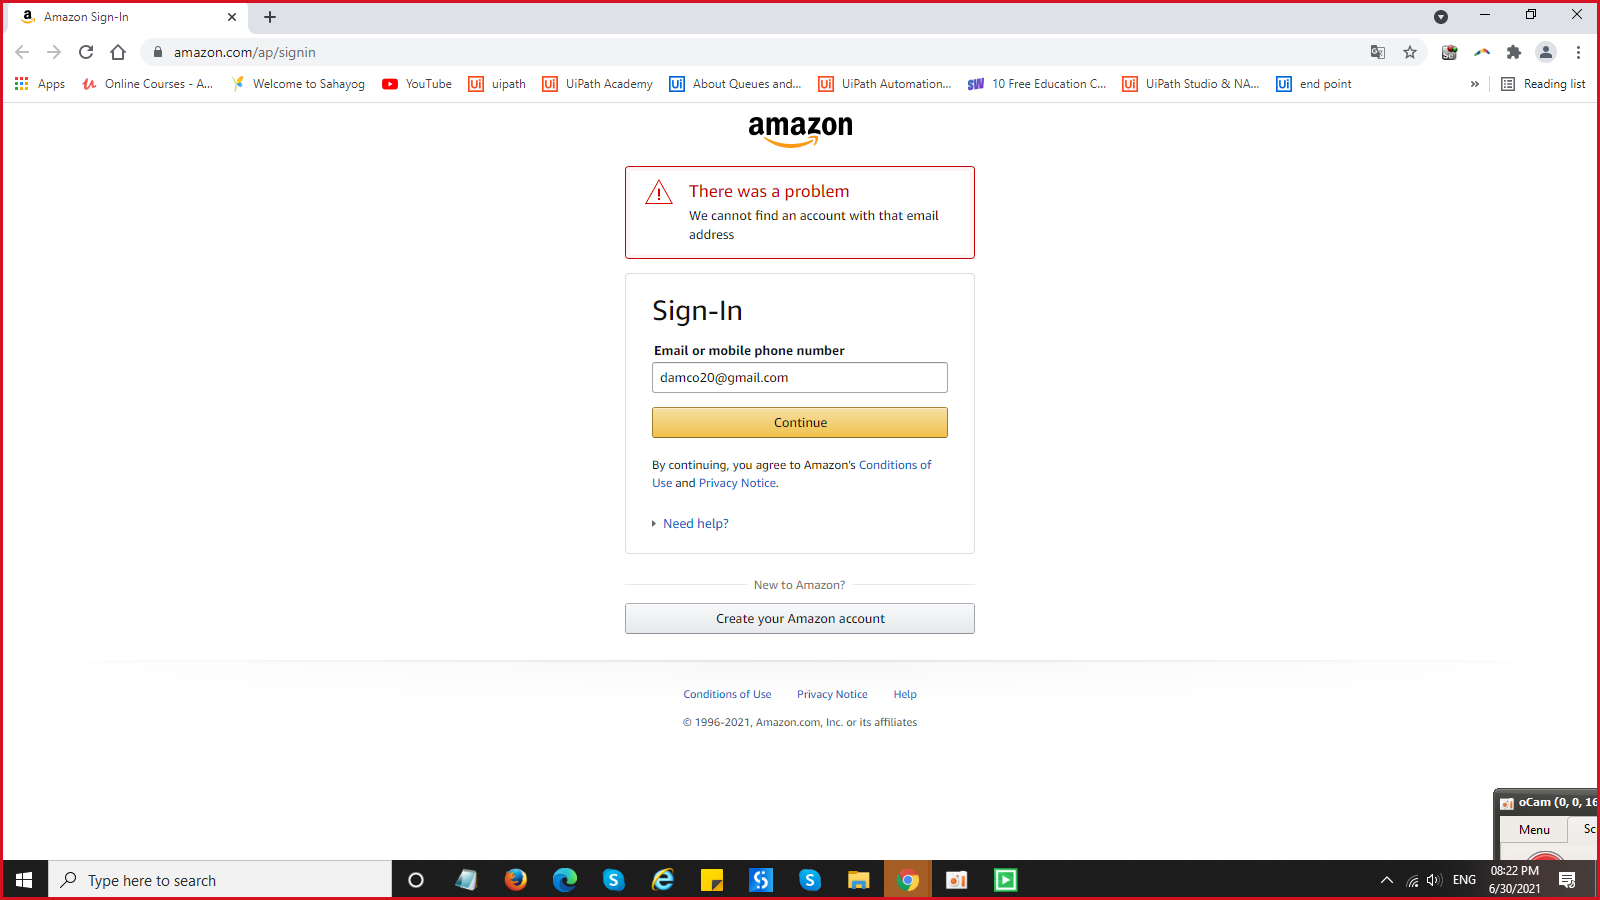 Amazon Sign-In
amazon.com/ap/signin
Apps
Online Courses - A...
Welcome to Sahayog
YouTube
uipath
UiPath Academy
About Queues and...
UiPath Automation...
10 Free Education C...
UiPath Studio & NA...
end point
Reading list
amazon
There was a problem
We cannot find an account with that email
address
Sign-In
Email or mobile phone number
damco20@gmail.com
Continue
By continuing, you agree to Amazon's Conditions of
Use and Privacy Notice.
Need help?
New to Amazon?
Create your Amazon account
Conditions of Use Privacy Notice Help
© 1996-2021, Amazon.com, Inc. or its affiliates
oCam (0, 0, 16
Menu
Sc
Type here to search
ENG
08:22 PM
6/30/2021